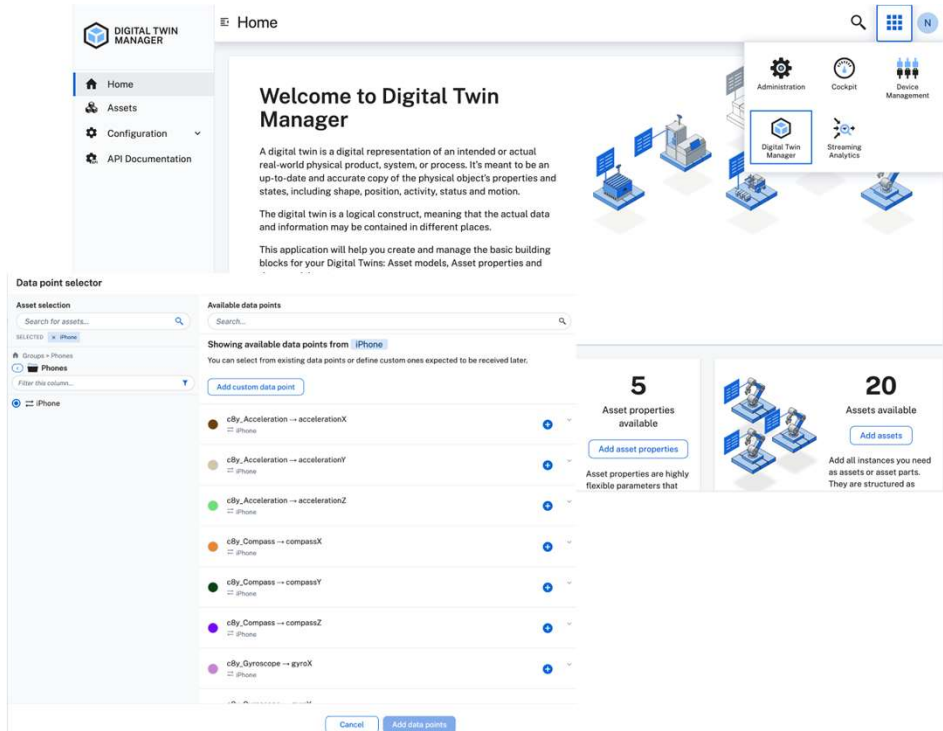 DIGITAL TWIN
MANAGER
Home
Home
Assets
Configuration
API Documentation
Welcome to Digital Twin
Manager
A digital twin is a digital representation of an intended or actual
real-world physical product, system, or process. It's meant to be an
up-to-date and accurate copy of the physical object's properties and
states, including shape, position, activity, status and motion.
The digital twin is a logical construct, meaning that the actual data
and information may be contained in different places.
This application will help you create and manage the basic building
blocks for your Digital Twins: Asset models, Asset properties and
N
Administration
Cockpit
Device
Management
Digital Twin
Manager
Streaming
Analytics
Data point selector
Asset selection
Search for assets...
SELECTED × iPhone
Groups > Phones
Phones
Filter this column...
iPhone
Available data points
Search...
Showing available data points from iPhone
You can select from existing data points or define custom ones expected to be received later.
Add custom data point
c8y_Acceleration → accelerationX
iPhone
c8y_Acceleration → accelerationY
iPhone
c8y_Acceleration → accelerationZ
iPhone
c8y_Compass → compassX
iPhone
c8y_Compass → compassY
iPhone
c8y_Compass → compassZ
iPhone
c8y_Gyroscope → gyroX
iPhone
Cancel
Add data points
5
Asset properties
available
Add asset properties
Asset properties are highly
flexible parameters that
20
Assets available
Add assets
Add all instances you need
as assets or asset parts.
They are structured as